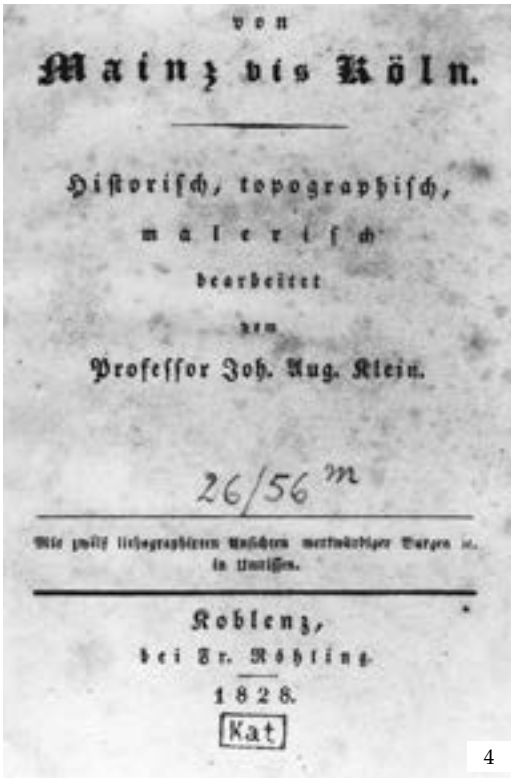 von
Mainz bis Köln.
Historisch, topographisch,
malerisch
bearbeitet
vom
Professor Joh. Aug. Klein.
26/56 m
Mit zwölf lithographirten Ansichten merkwürdiger Burgen ic.
in Umrissen.
Koblenz,
bei Fr. Röhling.
1828.
Kat
4